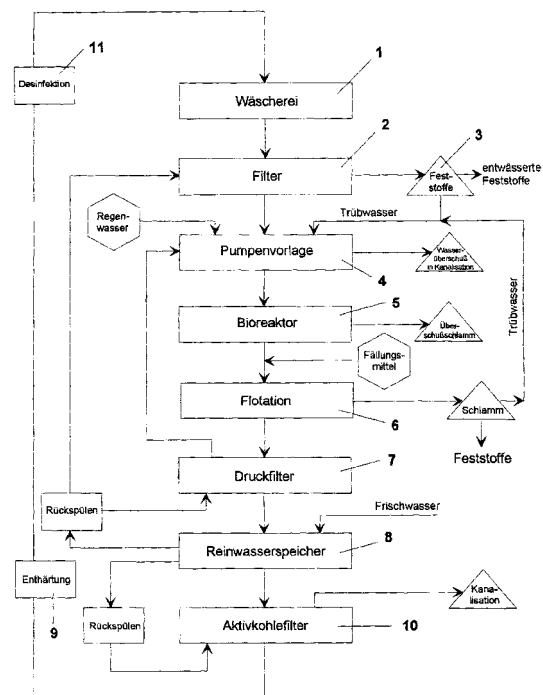 11
Desinfektion
1
Wäscherei
2
Filter
3
Fest-
stoffe
entwässerte
Feststoffe
Regen-
wasser
Trübwasser
Pumpenvorlage
4
Wasser-
überschuß
in Kanalisation
5
Bioreaktor
Über-
schußschlamm
Trübwasser
Fällungs-
mittel
Flotation
6
Schlamm
Feststoffe
7
Druckfilter
Rückspülen
Frischwasser
Reinwasserspeicher
8
Enthärtung
9
Rückspülen
Aktivkohlefilter
10
Kana-
lisation